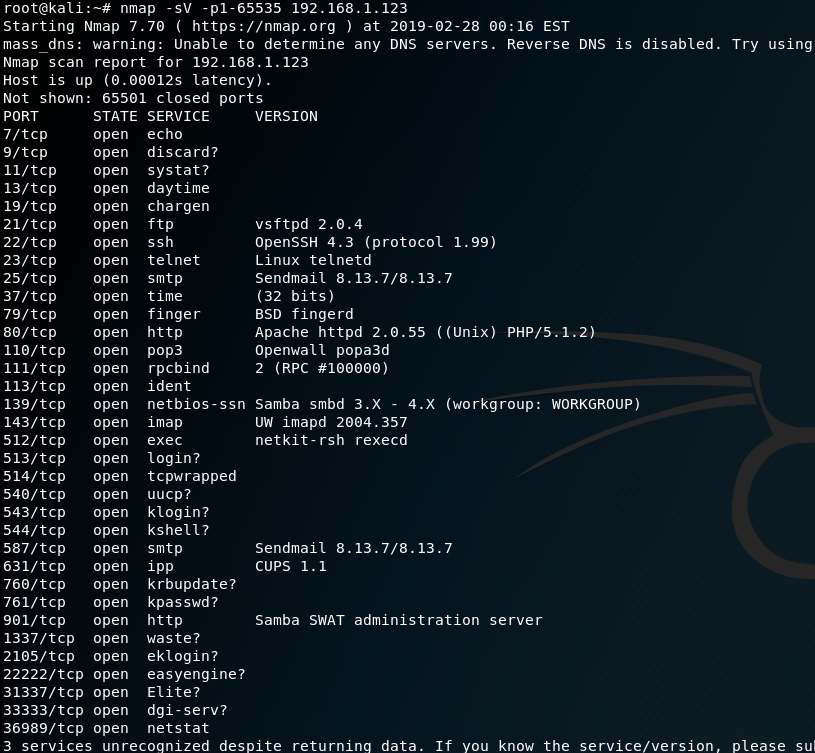 root@kali:~# nmap -sV -p1-65535 192.168.1.123
Starting Nmap 7.70 ( https://nmap.org ) at 2019-02-28 00:16 EST
mass_dns: warning: Unable to determine any DNS servers. Reverse DNS is disabled. Try using
Nmap scan report for 192.168.1.123
Host is up (0.00012s latency).
Not shown: 65501 closed ports
PORT      STATE SERVICE     VERSION
7/tcp     open  echo
9/tcp     open  discard?
11/tcp    open  systat?
13/tcp    open  daytime
19/tcp    open  chargen
21/tcp    open  ftp         vsftpd 2.0.4
22/tcp    open  ssh         OpenSSH 4.3 (protocol 1.99)
23/tcp    open  telnet      Linux telnetd
25/tcp    open  smtp        Sendmail 8.13.7/8.13.7
37/tcp    open  time        (32 bits)
79/tcp    open  finger      BSD fingerd
80/tcp    open  http        Apache httpd 2.0.55 ((Unix) PHP/5.1.2)
110/tcp   open  pop3        Openwall popa3d
111/tcp   open  rpcbind     2 (RPC #100000)
113/tcp   open  ident
139/tcp   open  netbios-ssn Samba smbd 3.X - 4.X (workgroup: WORKGROUP)
143/tcp   open  imap        UW imapd 2004.357
512/tcp   open  exec        netkit-rsh rexecd
513/tcp   open  login?
514/tcp   open  tcpwrapped
540/tcp   open  uucp?
543/tcp   open  klogin?
544/tcp   open  kshell?
587/tcp   open  smtp        Sendmail 8.13.7/8.13.7
631/tcp   open  ipp         CUPS 1.1
760/tcp   open  krbupdate?
761/tcp   open  kpasswd?
901/tcp   open  http        Samba SWAT administration server
1337/tcp  open  waste?
2105/tcp  open  eklogin?
22222/tcp open  easyengine?
31337/tcp open  Elite?
33333/tcp open  dgi-serv?
36989/tcp open  netstat
3 services unrecognized despite returning data. If you know the service/version, please su